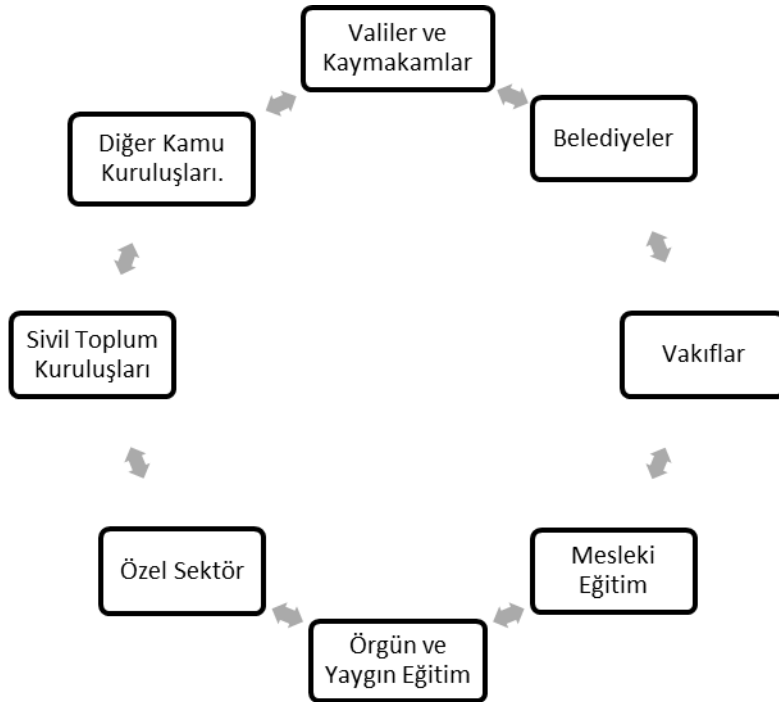 Valiler ve
Kaymakamlar
Belediyeler
Vakıflar
Mesleki
Eğitim
Örgün ve
Yaygın Eğitim
Özel Sektör
Sivil Toplum
Kuruluşları
Diğer Kamu
Kuruluşları.